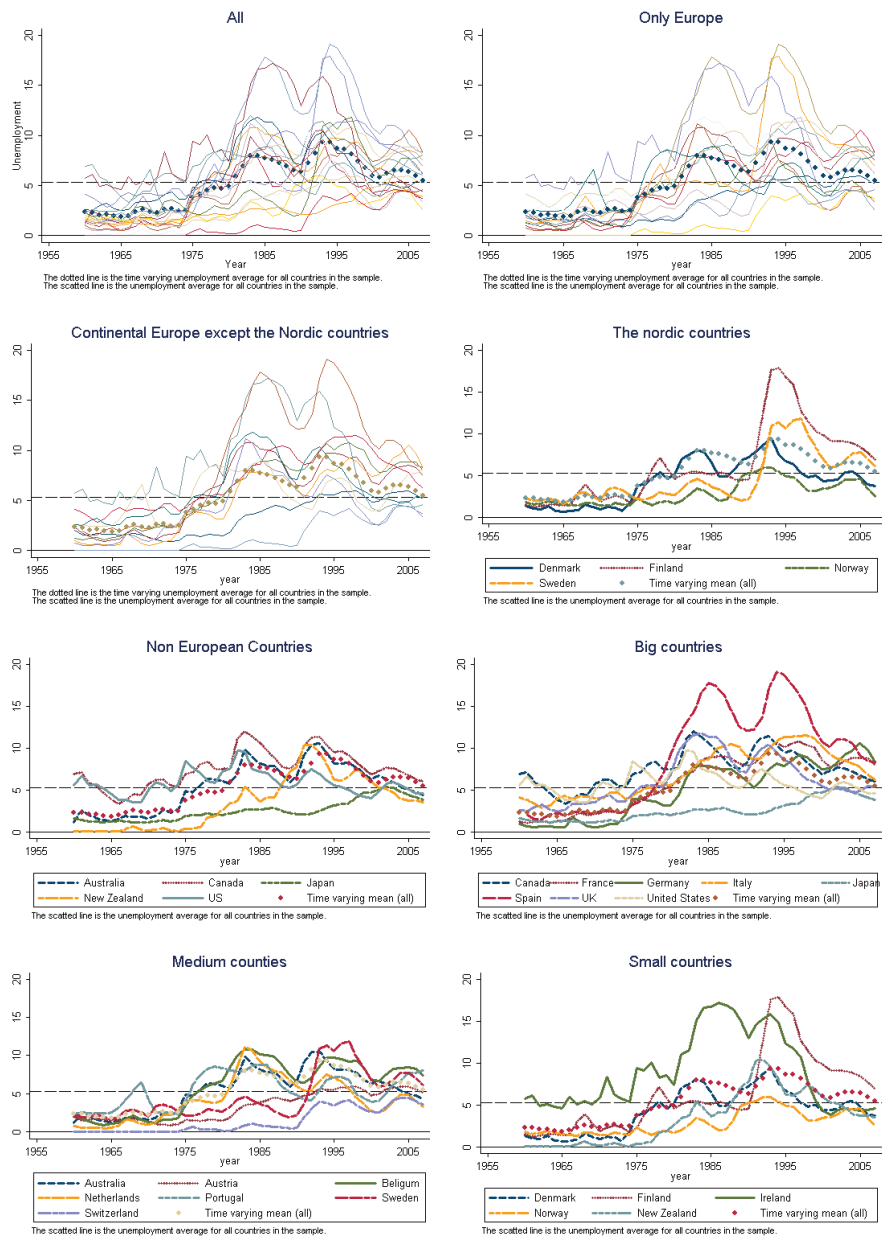 All
Unemployment
20
15
10
5
0
1955 1965 1975 1985 1995 2005
Year
The dotted line is the time varying unemployment average for all countries in the sample.
The scatted line is the unemployment average for all countries in the sample.
Only Europe
20
15
10
5
0
1955 1965 1975 1985 1995 2005
year
The dotted line is the time varying unemployment average for all countries in the sample.
The scatted line is the unemployment average for all countries in the sample.
Continental Europe except the Nordic countries
20
15
10
5
0
1955 1965 1975 1985 1995 2005
year
The dotted line is the time varying unemployment average for all countries in the sample.
The scatted line is the unemployment average for all countries in the sample.
The nordic countries
20
15
10
5
0
1955 1965 1975 1985 1995 2005
year
Denmark Finland Norway
Sweden Time varying mean (all)
The scatted line is the unemployment average for all countries in the sample.
Non European Countries
20
15
10
5
0
1955 1965 1975 1985 1995 2005
year
Australia Canada Japan
New Zealand US Time varying mean (all)
The scatted line is the unemployment average for all countries in the sample.
Big countries
20
15
10
5
0
1955 1965 1975 1985 1995 2005
year
Canada France Germany Italy Japan
Spain UK United States Time varying mean (all)
The scatted line is the unemployment average for all countries in the sample.
Medium counties
20
15
10
5
0
1955 1965 1975 1985 1995 2005
year
Australia Austria Beligum
Netherlands Portugal Sweden
Switzerland Time varying mean (all)
The scatted line is the unemployment average for all countries in the sample.
Small countries
20
15
10
5
0
1955 1965 1975 1985 1995 2005
year
Denmark Finland Ireland
Norway New Zealand Time varying mean (all)
The scatted line is the unemployment average for all countries in the sample.